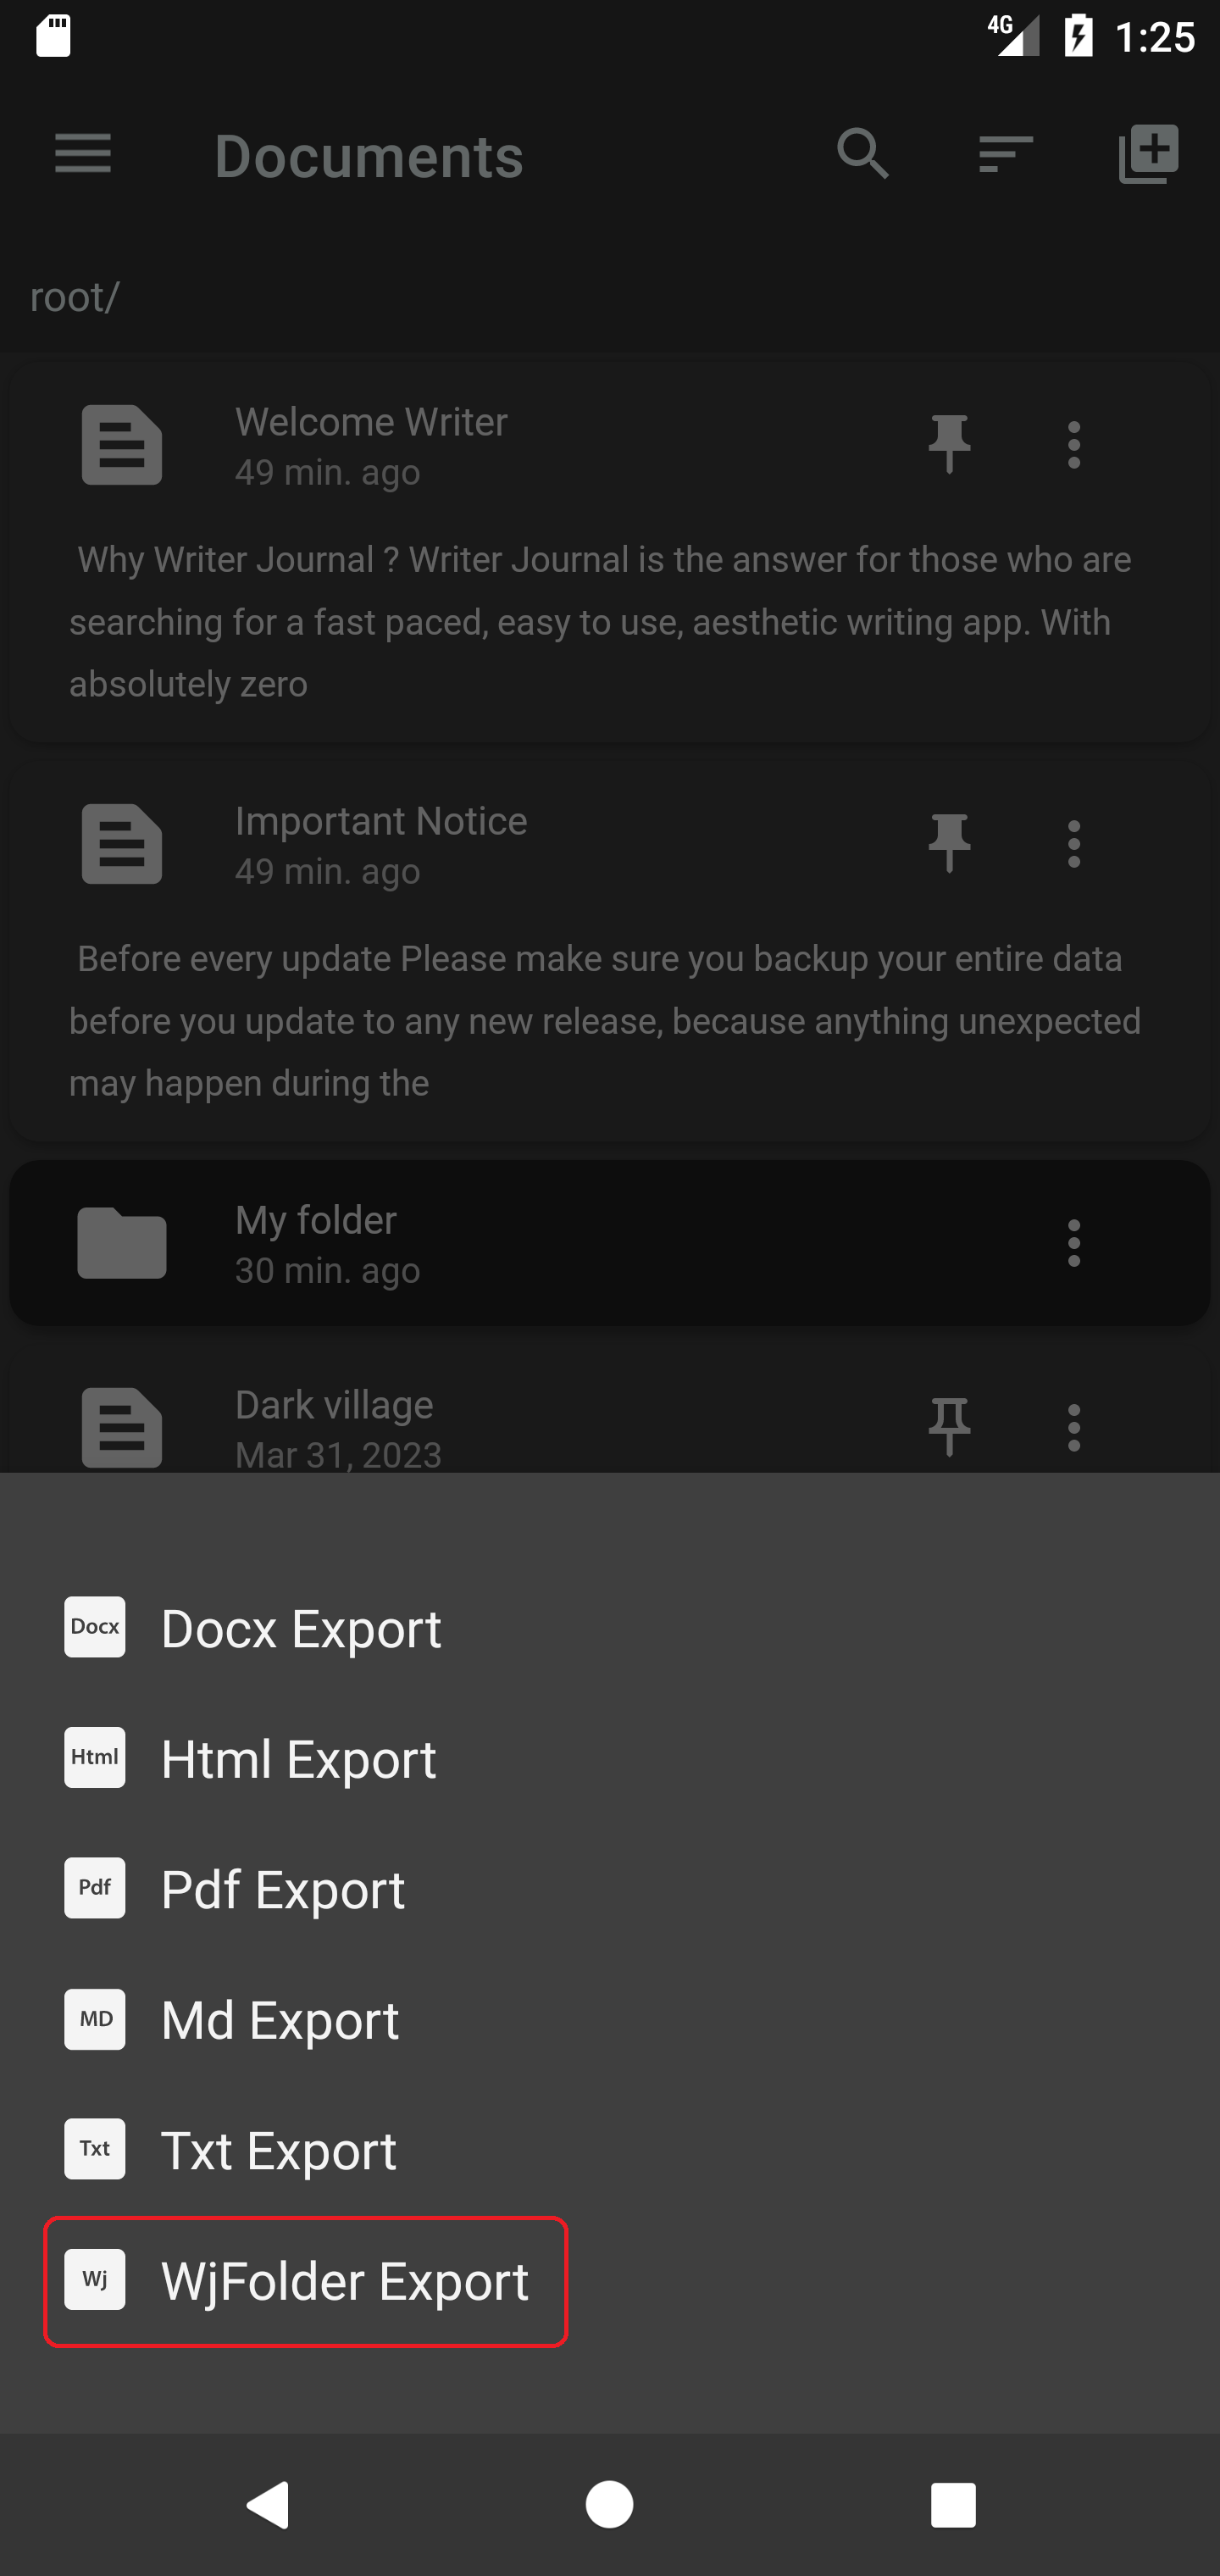 4G 1:25
Documents
root/
Welcome Writer
49 min. ago
Why Writer Journal ? Writer Journal is the answer for those who are
searching for a fast paced, easy to use, aesthetic writing app. With
absolutely zero
Important Notice
49 min. ago
Before every update Please make sure you backup your entire data
before you update to any new release, because anything unexpected
may happen during the
My folder
30 min. ago
Dark village
Mar 31, 2023
Docx Docx Export
Html Html Export
Pdf Pdf Export
MD Md Export
Txt Txt Export
Wj WjFolder Export